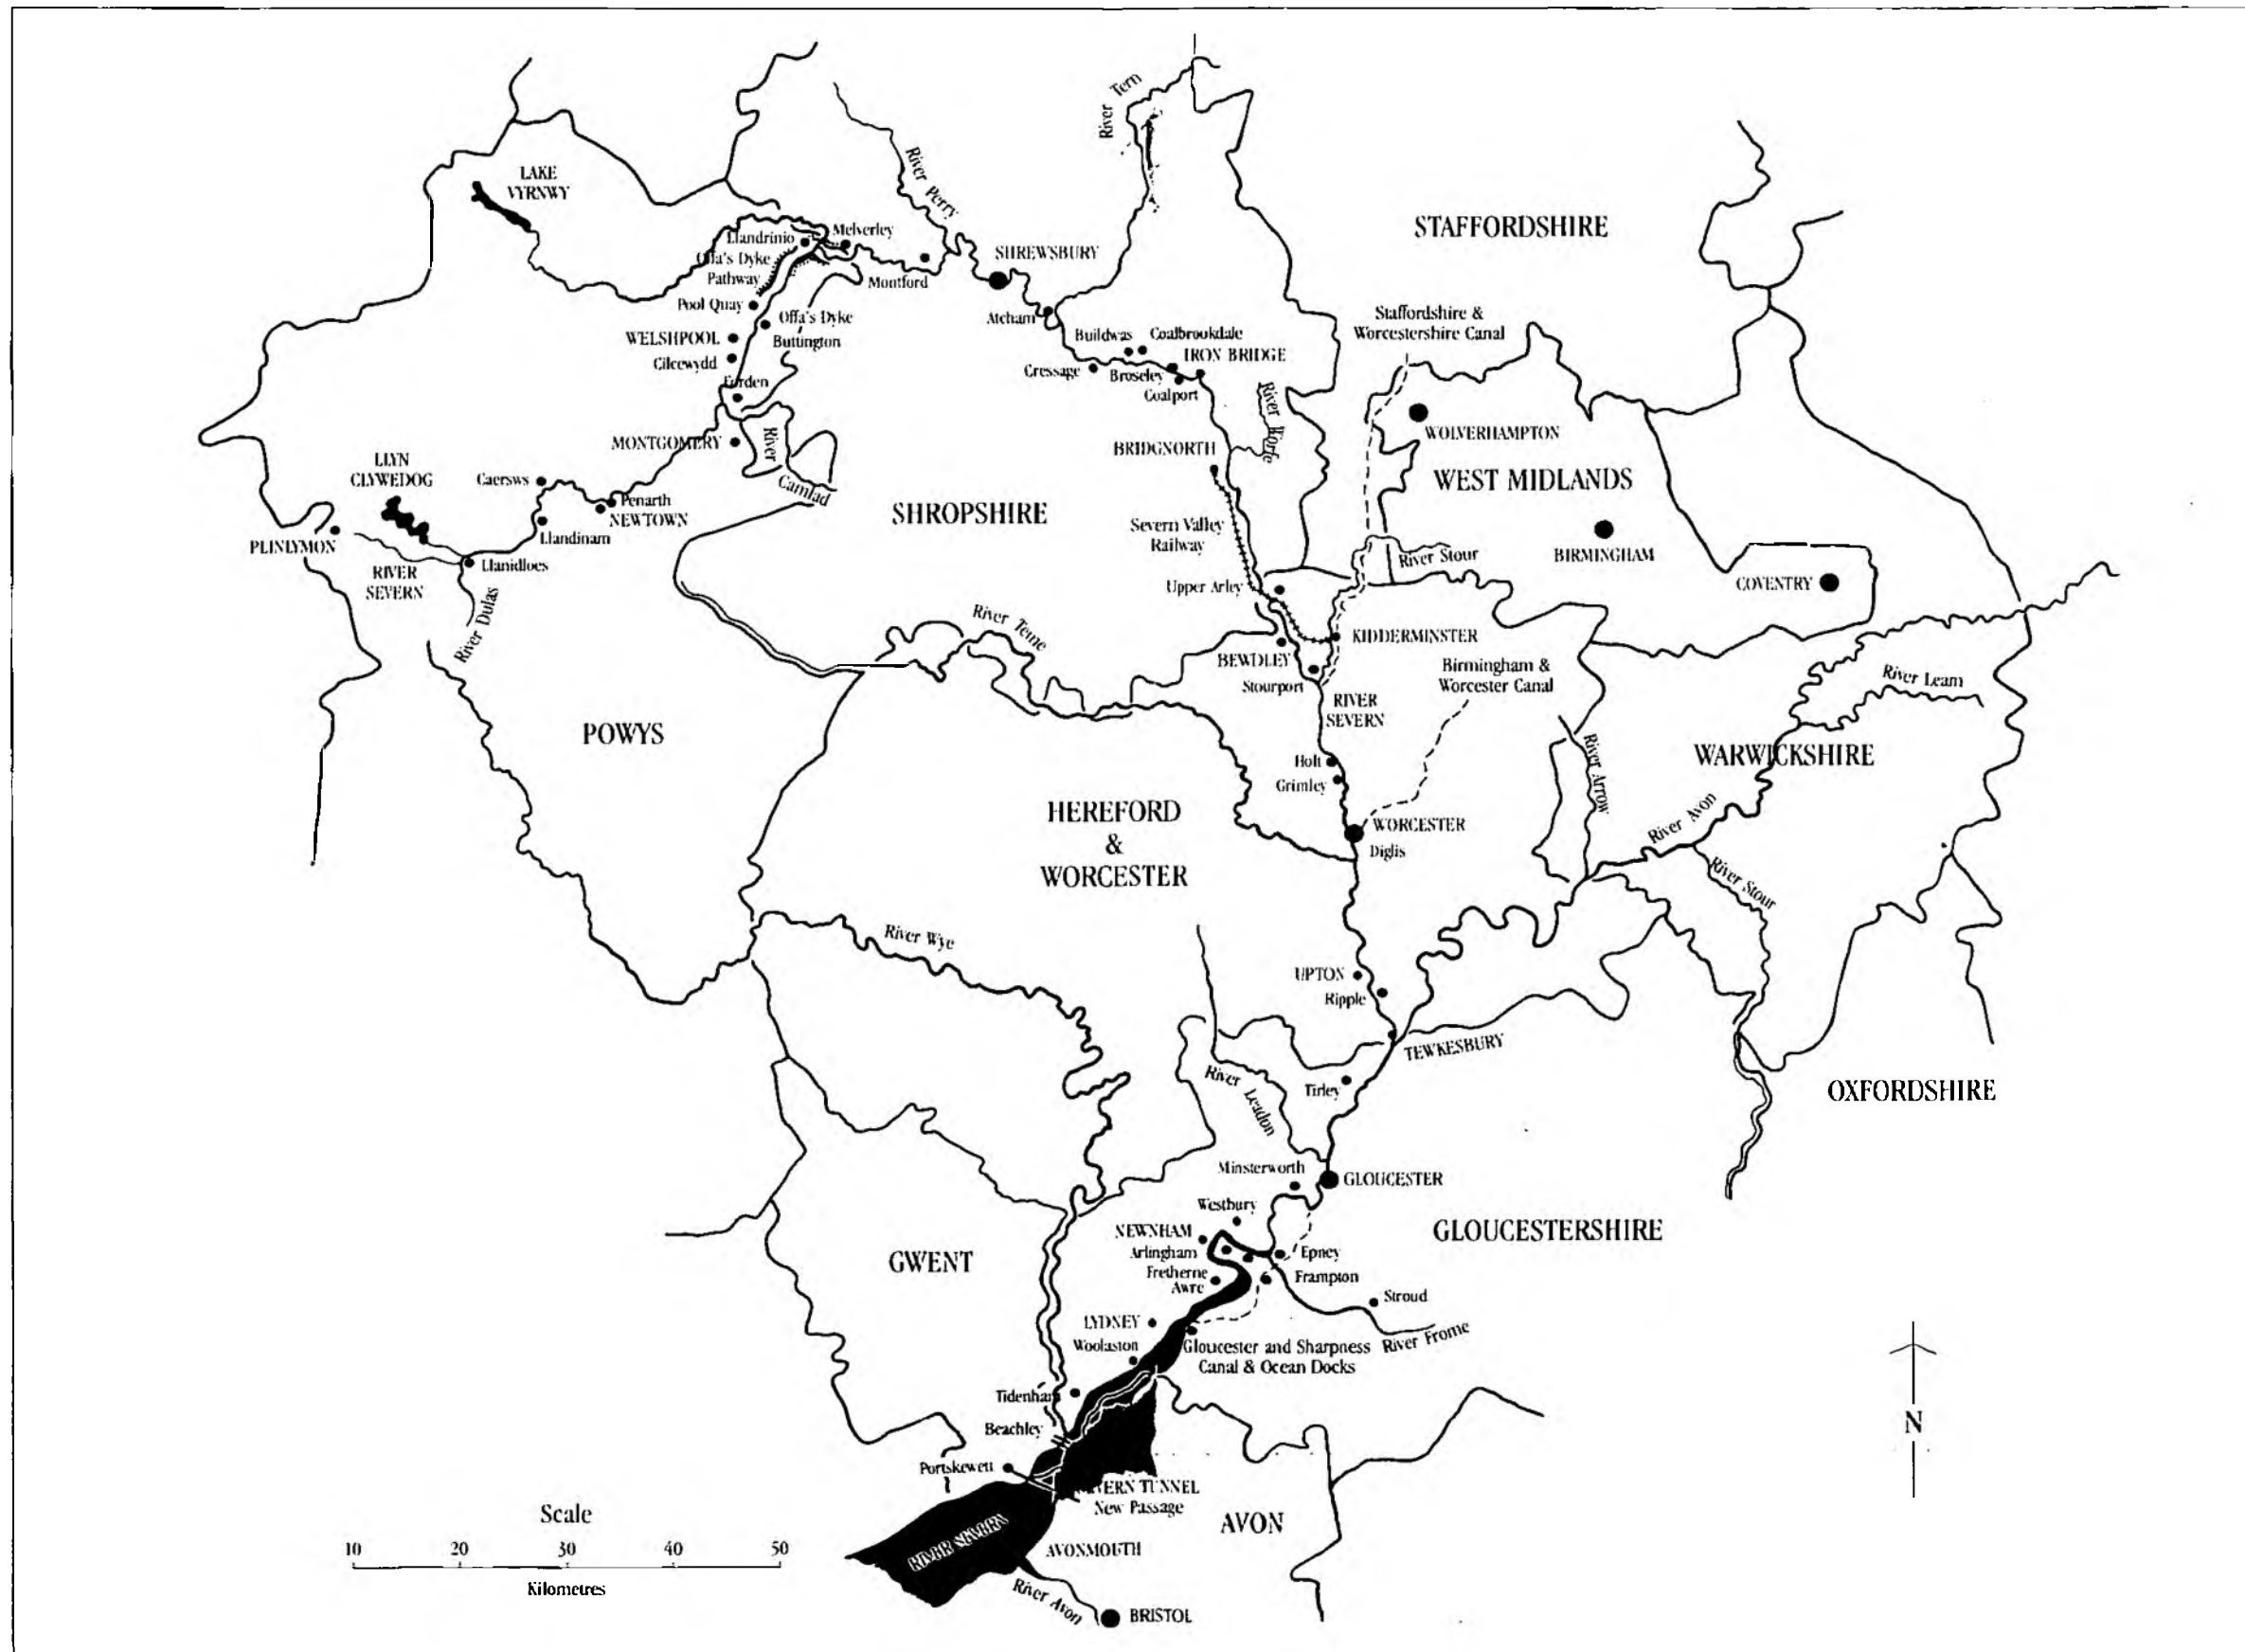 River Tern
River Perry
LAKE
VYRNWY
STAFFORDSHIRE
Llandrinio
Melverley
Offa's Dyke
Pathway
Montford
SHREWSBURY
Pool Quay
Offa's Dyke
Buttington
WELSHPOOL
Cilcewydd
Forden
Atcham
Buildwas
Coalbrookdale
IRON BRIDGE
Cressage
Broseley
Coalport
Staffordshire &
Worcestershire Canal
River Worfe
WOLVERHAMPTON
MONTGOMERY
River
Camlad
BRIDGNORTH
WEST MIDLANDS
LLYN
CLYWEDOG
Caersws
Penarth
NEWTOWN
Llandinam
SHROPSHIRE
Severn Valley
Railway
BIRMINGHAM
PLINLYMON
RIVER
SEVERN
Llanidloes
River Dulas
River Stour
COVENTRY
Upper Arley
River Teme
KIDDERMINSTER
BEWDLEY
Stourport
Birmingham &
Worcester Canal
RIVER
SEVERN
River Leam
POWYS
WARWICKSHIRE
Holt
Grimley
River Arrow
River Avon
HEREFORD
&
WORCESTER
WORCESTER
Diglis
River Stour
River Wye
UPTON
Ripple
TEWKESBURY
River Leadon
Tirley
OXFORDSHIRE
Minsterworth
GLOUCESTER
Westbury
NEWNHAM
Arlingham
Fretherne
Awre
Epney
Frampton
GLOUCESTERSHIRE
GWENT
Stroud
LYDNEY
Woolaston
Gloucester and Sharpness
Canal & Ocean Docks
River Frome
Tidenham
Beachley
Portskewett
VERN TUNNEL
New Passage
AVON
N
Scale
10 20 30 40 50
Kilometres
RIVER SEVERN
AVONMOUTH
River Avon
BRISTOL